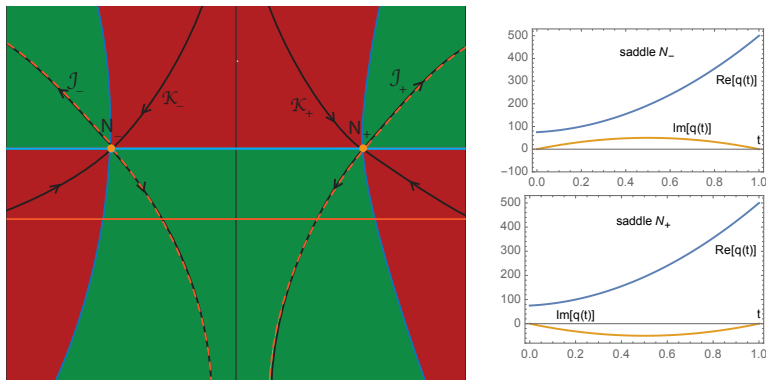 𝒥₋
𝒦₋
𝒦₊
𝒥₊
N₋
N₊
500
400
300
200
100
0
−100
saddle N₋
Re[q(t)]
Im[q(t)]
t
0.0 0.2 0.4 0.6 0.8 1.0
500
400
300
200
100
0
saddle N₊
Re[q(t)]
Im[q(t)]
t
0.0 0.2 0.4 0.6 0.8 1.0